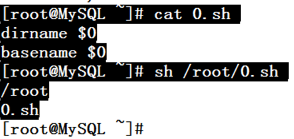 [root@MySQL ~]# cat 0.sh
dirname $0
basename $0
[root@MySQL ~]# sh /root/0.sh
/root
0.sh
[root@MySQL ~]#